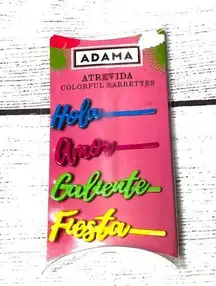 ADAMA
ATREVIDA
COLORFUL BARRETTES
Hola
Amor
Caliente
Fiesta